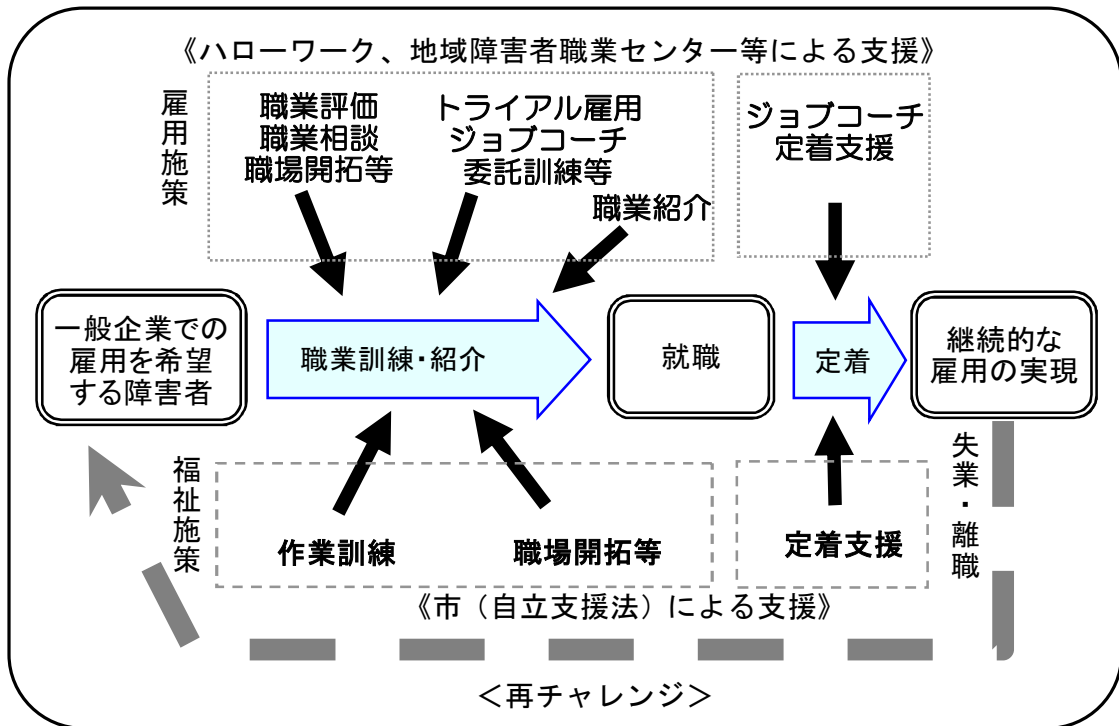 《ハローワーク、地域障害者職業センター等による支援》
雇用施策
職業評価
職業相談
職場開拓等
トライアル雇用
ジョブコーチ
委託訓練等
職業紹介
ジョブコーチ
定着支援
一般企業での
雇用を希望
する障害者
職業訓練・紹介
就職
定着
継続的な
雇用の実現
福祉施策
作業訓練
職場開拓等
定着支援
失業・離職
《市（自立支援法）による支援》
＜再チャレンジ＞